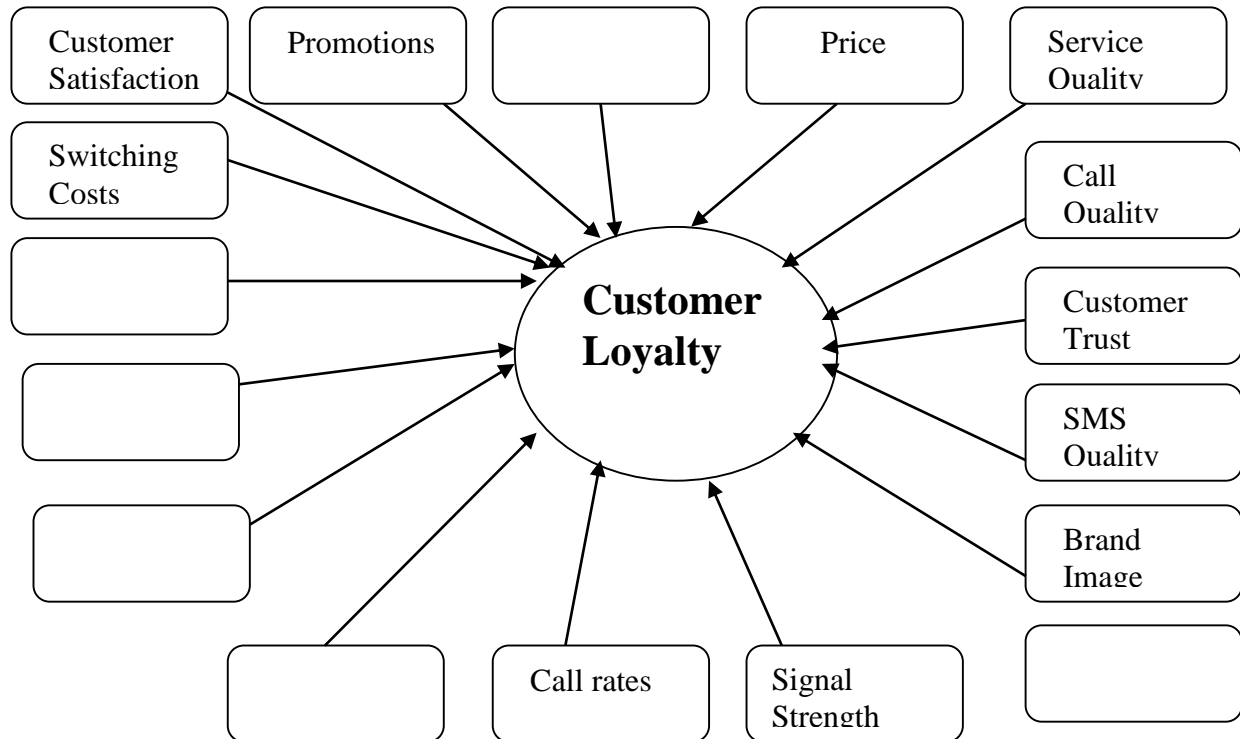 Customer
Satisfaction
Promotions
Price
Service
Quality
Switching
Costs
Call
Quality
Customer
Loyalty
Customer
Trust
SMS
Quality
Brand
Image
Call rates
Signal
Strength